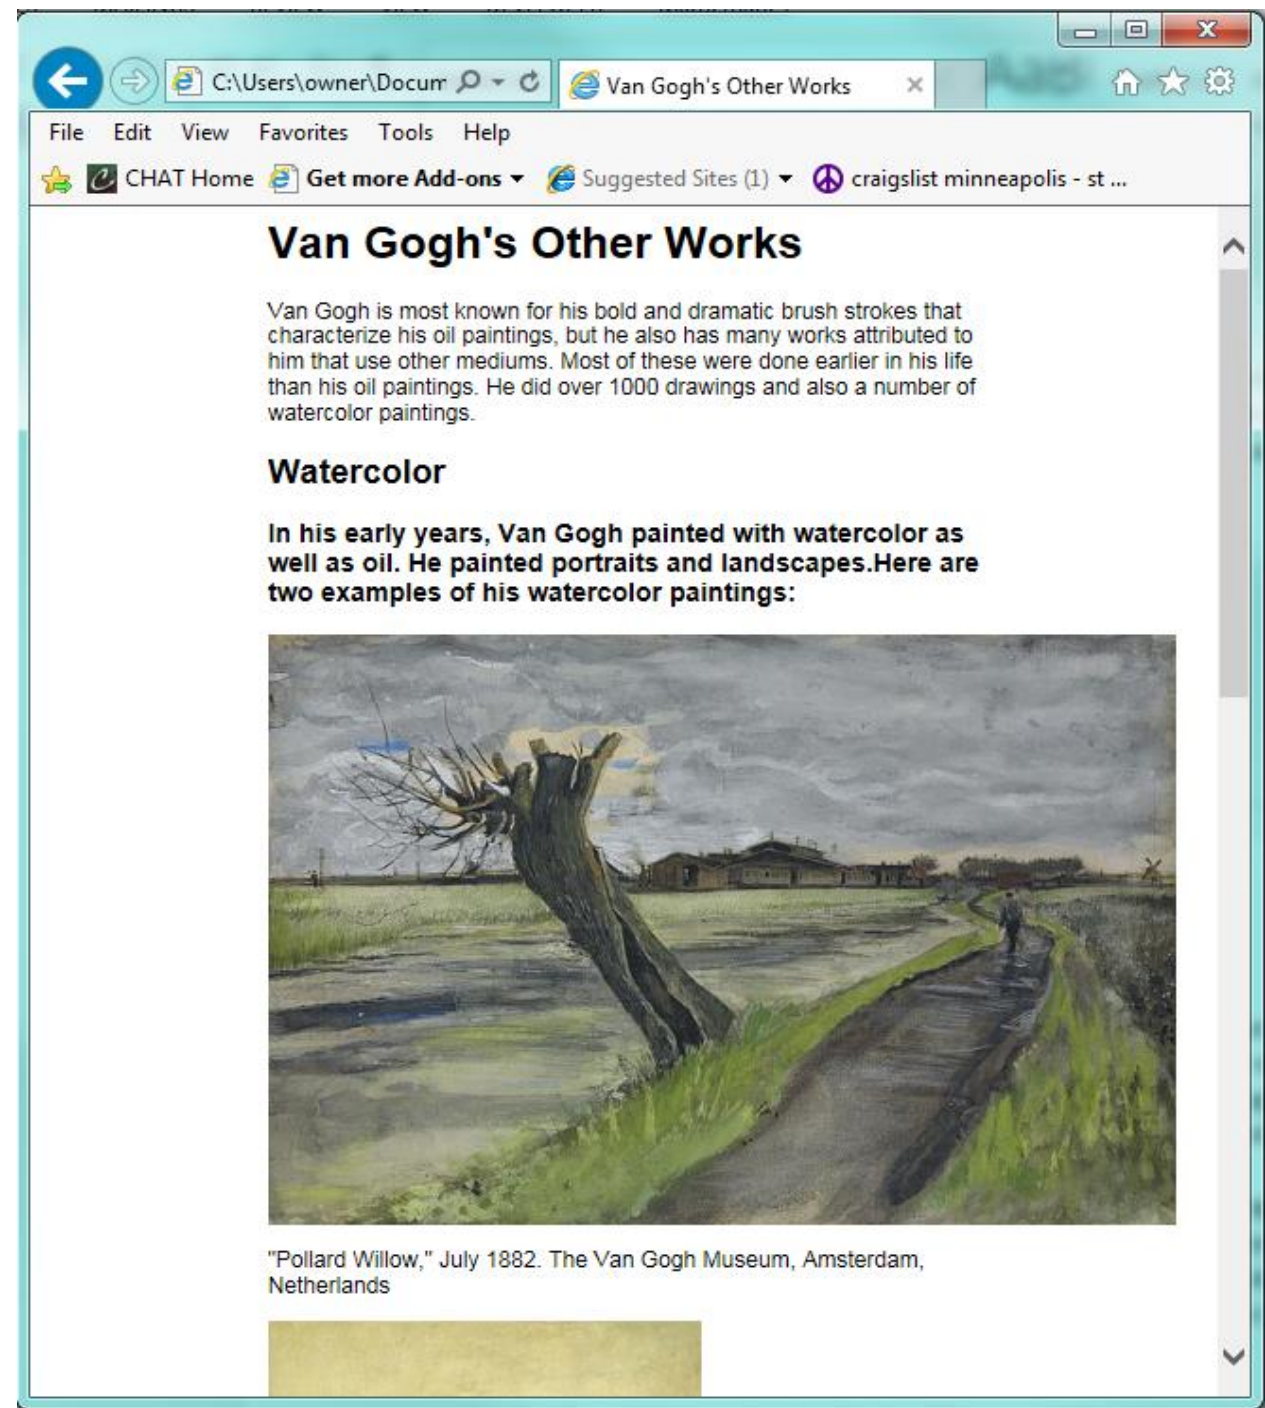 C:\Users\owner\Docum
Van Gogh's Other Works
File Edit View Favorites Tools Help
CHAT Home Get more Add-ons Suggested Sites (1) craigslist minneapolis - st ...
Van Gogh's Other Works
Van Gogh is most known for his bold and dramatic brush strokes that
characterize his oil paintings, but he also has many works attributed to
him that use other mediums. Most of these were done earlier in his life
than his oil paintings. He did over 1000 drawings and also a number of
watercolor paintings.
Watercolor
In his early years, Van Gogh painted with watercolor as
well as oil. He painted portraits and landscapes.Here are
two examples of his watercolor paintings:
"Pollard Willow," July 1882. The Van Gogh Museum, Amsterdam,
Netherlands